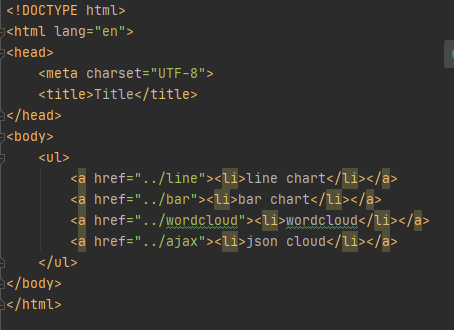 <!DOCTYPE html>
<html lang="en">
<head>
    <meta charset="UTF-8">
    <title>Title</title>
</head>
<body>
    <ul>
        <a href="../line"><li>line chart</li></a>
        <a href="../bar"><li>bar chart</li></a>
        <a href="../wordcloud"><li>wordcloud</li></a>
        <a href="../ajax"><li>json cloud</li></a>
    </ul>
</body>
</html>